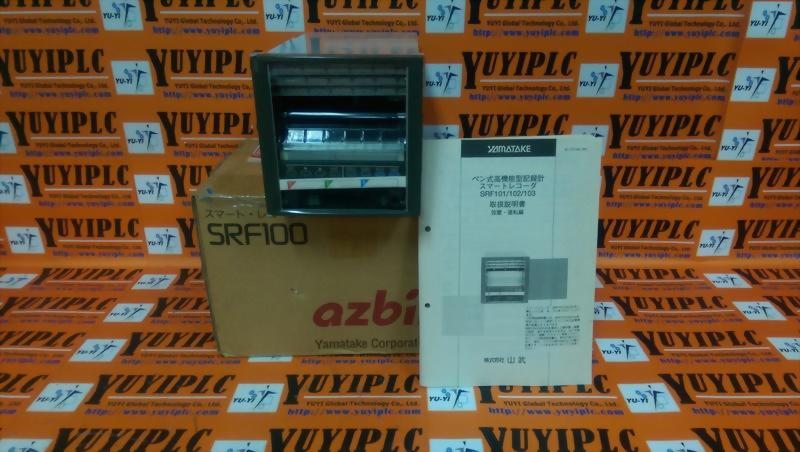 YUYIPLC
YUYI Global Technology Co., Ltd.
http://www.yuyiplc.com/
YU-YI
スマート・レ
SRF100
azbi
Yamatake Corporat
YAMATAKE
ペン式高機能型記録計
スマートレコーダ
SRF101/102/103
取扱説明書
設置・運転編
株式会社 山武